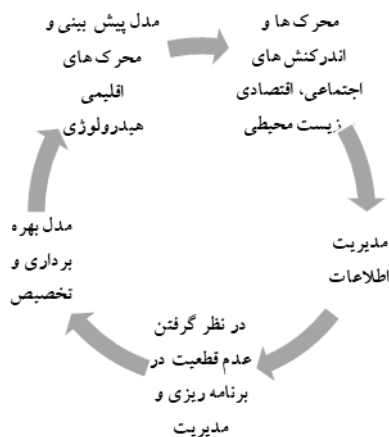 محرک ها و
اندرکنش های
اجتماعی، اقتصادی
زیست محیطی
مدیریت
اطلاعات
در نظر گرفتن
عدم قطعیت در
برنامه ریزی و
مدیریت
مدل بهره
برداری و
تخصیص
مدل پیش بینی و
محرک های
اقلیمی
هیدرولوژی